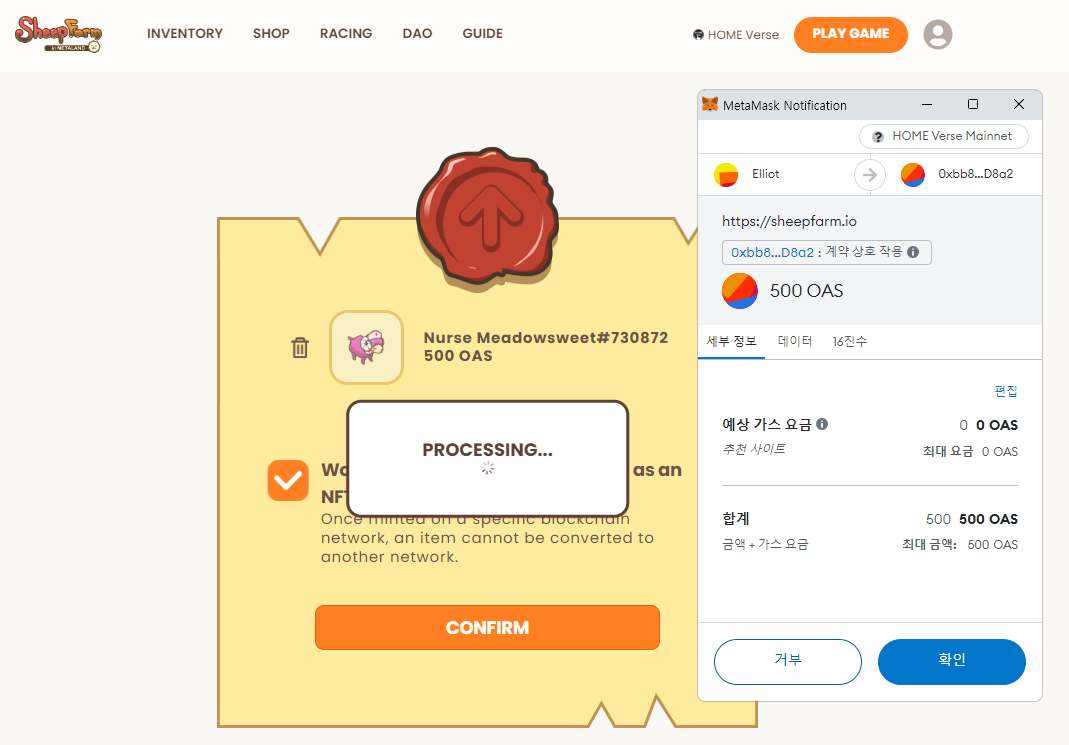 SheepFarm
in METALAND
INVENTORY SHOP RACING DAO GUIDE
HOME Verse
PLAY GAME
Nurse Meadowsweet#730872
500 OAS
PROCESSING...
Wo
as an
NFT
Once minted on a specific blockchain
network, an item cannot be converted to
another network.
CONFIRM
MetaMask Notification
HOME Verse Mainnet
Elliot
0xbb8...D8a2
https://sheepfarm.io
0xbb8...D8a2 : 계약 상호 작용
500 OAS
세부 정보 데이터 16진수
편집
예상 가스 요금 0 0 OAS
추천 사이트 최대 요금 0 OAS
합계 500 500 OAS
금액 + 가스 요금 최대 금액: 500 OAS
거부 확인